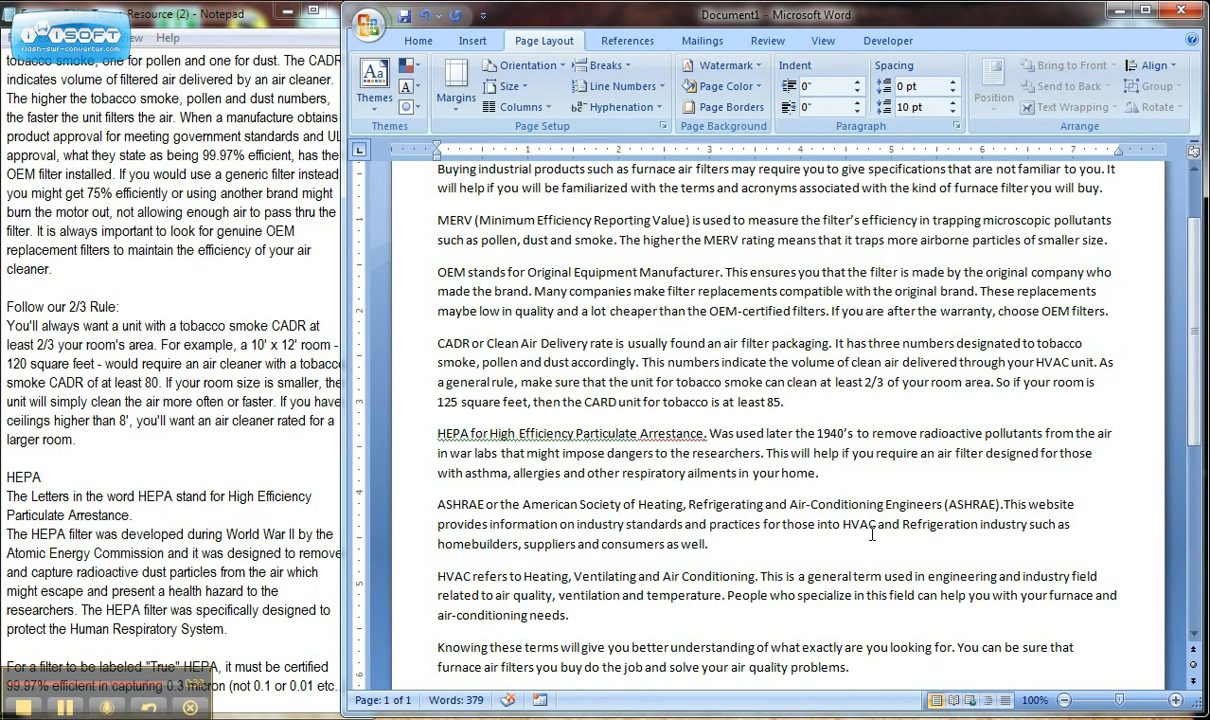 Resource (2) - Notepad
iWiSOFT
flash-swf-converter.com
Help
tobacco smoke, one for pollen and one for dust. The CADR
indicates volume of filtered air delivered by an air cleaner.
The higher the tobacco smoke, pollen and dust numbers,
the faster the unit filters the air. When a manufacture obtains
product approval for meeting government standards and UL
approval, what they state as being 99.97% efficient, has the
OEM filter installed. If you would use a generic filter instead
you might get 75% efficiently or using another brand might
burn the motor out, not allowing enough air to pass thru the
filter. It is always important to look for genuine OEM
replacement filters to maintain the efficiency of your air
cleaner.
Follow our 2/3 Rule:
You'll always want a unit with a tobacco smoke CADR at
least 2/3 your room's area. For example, a 10' x 12' room -
120 square feet - would require an air cleaner with a tobacco
smoke CADR of at least 80. If your room size is smaller, the
unit will simply clean the air more often or faster. If you have
ceilings higher than 8', you'll want an air cleaner rated for a
larger room.
HEPA
The Letters in the word HEPA stand for High Efficiency
Particulate Arrestance.
The HEPA filter was developed during World War II by the
Atomic Energy Commission and it was designed to remove
and capture radioactive dust particles from the air which
might escape and present a health hazard to the
researchers. The HEPA filter was specifically designed to
protect the Human Respiratory System.
For a filter to be labeled "True" HEPA, it must be certified
99.97% efficient in capturing 0.3 micron (not 0.1 or 0.01 etc..
Document1 - Microsoft Word
Home Insert Page Layout References Mailings Review View Developer
Themes
Themes
Margins
Orientation
Size
Columns
Breaks
Line Numbers
Hyphenation
Page Setup
Watermark
Page Color
Page Borders
Page Background
Indent
0"
0"
Spacing
0 pt
10 pt
Paragraph
Position
Bring to Front
Send to Back
Text Wrapping
Align
Group
Rotate
Arrange
1 2 3 4 5 6 7
Buying industrial products such as furnace air filters may require you to give specifications that are not familiar to you. It
will help if you will be familiarized with the terms and acronyms associated with the kind of furnace filter you will buy.
MERV (Minimum Efficiency Reporting Value) is used to measure the filter's efficiency in trapping microscopic pollutants
such as pollen, dust and smoke. The higher the MERV rating means that it traps more airborne particles of smaller size.
OEM stands for Original Equipment Manufacturer. This ensures you that the filter is made by the original company who
made the brand. Many companies make filter replacements compatible with the original brand. These replacements
maybe low in quality and a lot cheaper than the OEM-certified filters. If you are after the warranty, choose OEM filters.
CADR or Clean Air Delivery rate is usually found an air filter packaging. It has three numbers designated to tobacco
smoke, pollen and dust accordingly. This numbers indicate the volume of clean air delivered through your HVAC unit. As
a general rule, make sure that the unit for tobacco smoke can clean at least 2/3 of your room area. So if your room is
125 square feet, then the CARD unit for tobacco is at least 85.
HEPA for High Efficiency Particulate Arrestance. Was used later the 1940's to remove radioactive pollutants from the air
in war labs that might impose dangers to the researchers. This will help if you require an air filter designed for those
with asthma, allergies and other respiratory ailments in your home.
ASHRAE or the American Society of Heating, Refrigerating and Air-Conditioning Engineers (ASHRAE).This website
provides information on industry standards and practices for those into HVAC and Refrigeration industry such as
homebuilders, suppliers and consumers as well.
HVAC refers to Heating, Ventilating and Air Conditioning. This is a general term used in engineering and industry field
related to air quality, ventilation and temperature. People who specialize in this field can help you with your furnace and
air-conditioning needs.
Knowing these terms will give you better understanding of what exactly are you looking for. You can be sure that
furnace air filters you buy do the job and solve your air quality problems.
Page: 1 of 1 Words: 379 100%